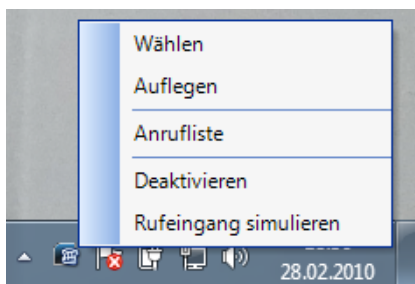 Wählen
Auflegen
Anrufliste
Deaktivieren
Rufeingang simulieren
28.02.2010